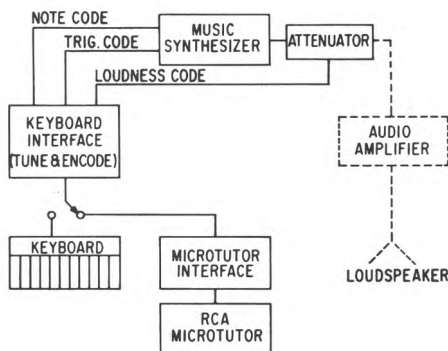 NOTE CODE
TRIG. CODE
LOUDNESS CODE
MUSIC
SYNTHESIZER
ATTENUATOR
KEYBOARD
INTERFACE
(TUNE & ENCODE)
AUDIO
AMPLIFIER
KEYBOARD
MICROTUTOR
INTERFACE
LOUDSPEAKER
RCA
MICROTUTOR